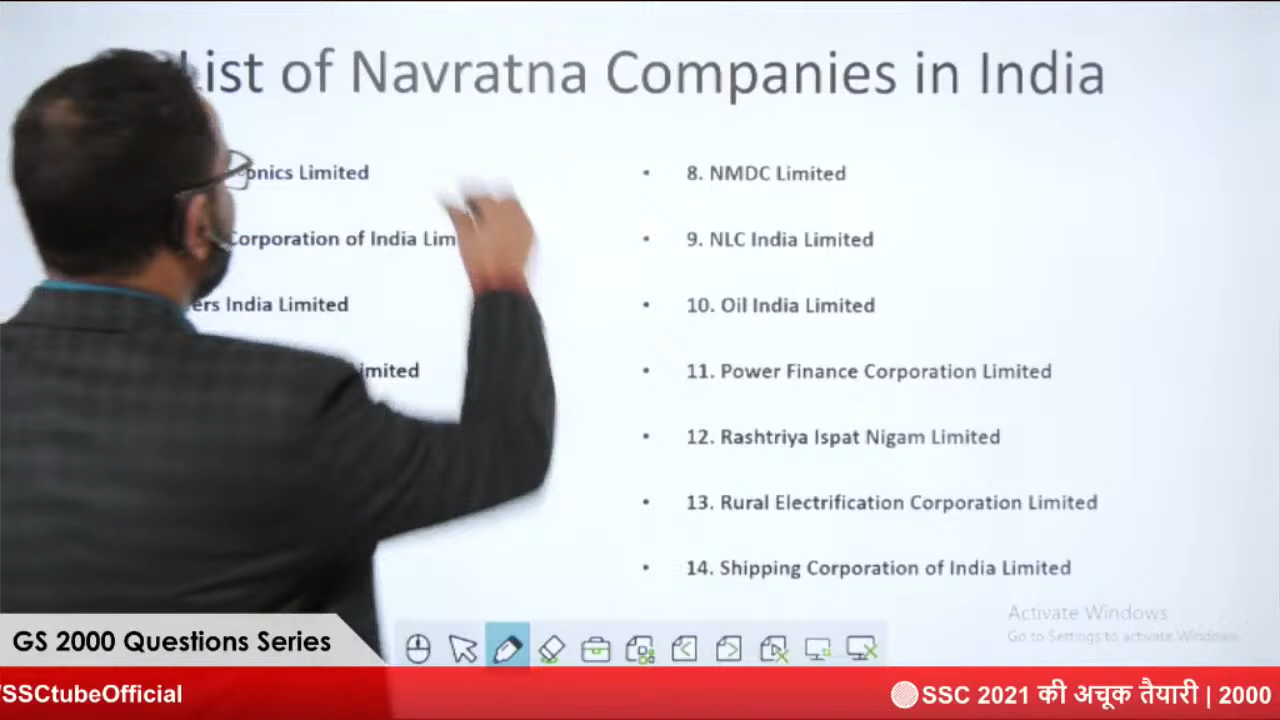 List of Navratna Companies in India
onics Limited
Corporation of India Lim
ers India Limited
imited
• 8. NMDC Limited
• 9. NLC India Limited
• 10. Oil India Limited
• 11. Power Finance Corporation Limited
• 12. Rashtriya Ispat Nigam Limited
• 13. Rural Electrification Corporation Limited
• 14. Shipping Corporation of India Limited
Activate Windows
Go to Settings to activate Windows.
GS 2000 Questions Series
/SSCtubeOfficial
SSC 2021 की अचूक तैयारी | 2000